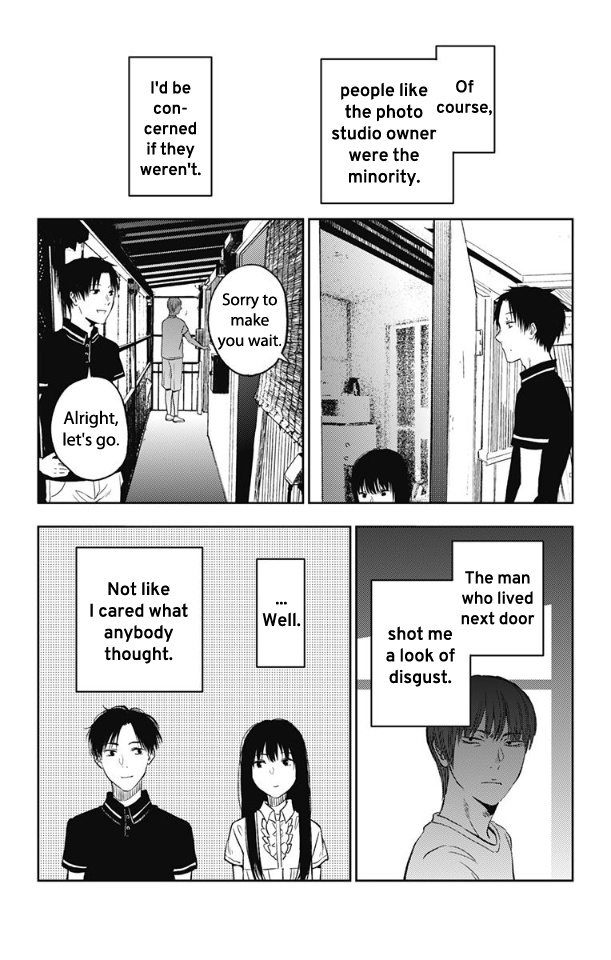 Of
course,
people like
the photo
studio owner
were the
minority.
I'd be
con-
cerned
if they
weren't.
Sorry to
make
you wait.
Alright,
let's go.
The man
who lived
next door
shot me
a look of
disgust.
...
Well.
Not like
I cared what
anybody
thought.